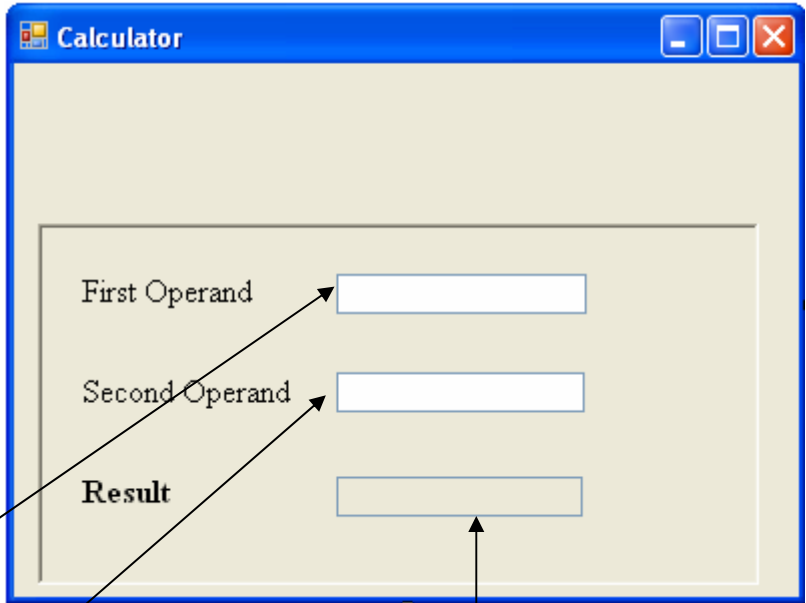 Calculator
First Operand
Second Operand
Result